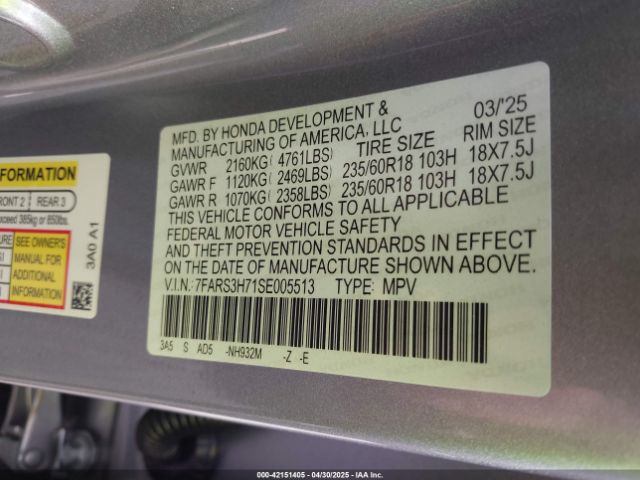 FORMATION
RONT 2 REAR 3
xceed 385kg or 850lbs.
SEE OWNER'S
MANUAL FOR
ADDITIONAL
INFORMATION
3A0 A1
MFD. BY HONDA DEVELOPMENT & 03/'25
MANUFACTURING OF AMERICA, LLC
GVWR 2160KG (4761LBS) TIRE SIZE RIM SIZE
GAWR F 1120KG (2469LBS) 235/60R18 103H 18X7.5J
GAWR R 1070KG (2358LBS) 235/60R18 103H 18X7.5J
THIS VEHICLE CONFORMS TO ALL APPLICABLE
FEDERAL MOTOR VEHICLE SAFETY
AND THEFT PREVENTION STANDARDS IN EFFECT
ON THE DATE OF MANUFACTURE SHOWN ABOVE.
V.I.N.: 7FARS3H71SE005513 TYPE: MPV
3A5 S AD5 -NH932M -Z -E
000-42151405 - 04/30/2025 - Copyright IAA, Inc.